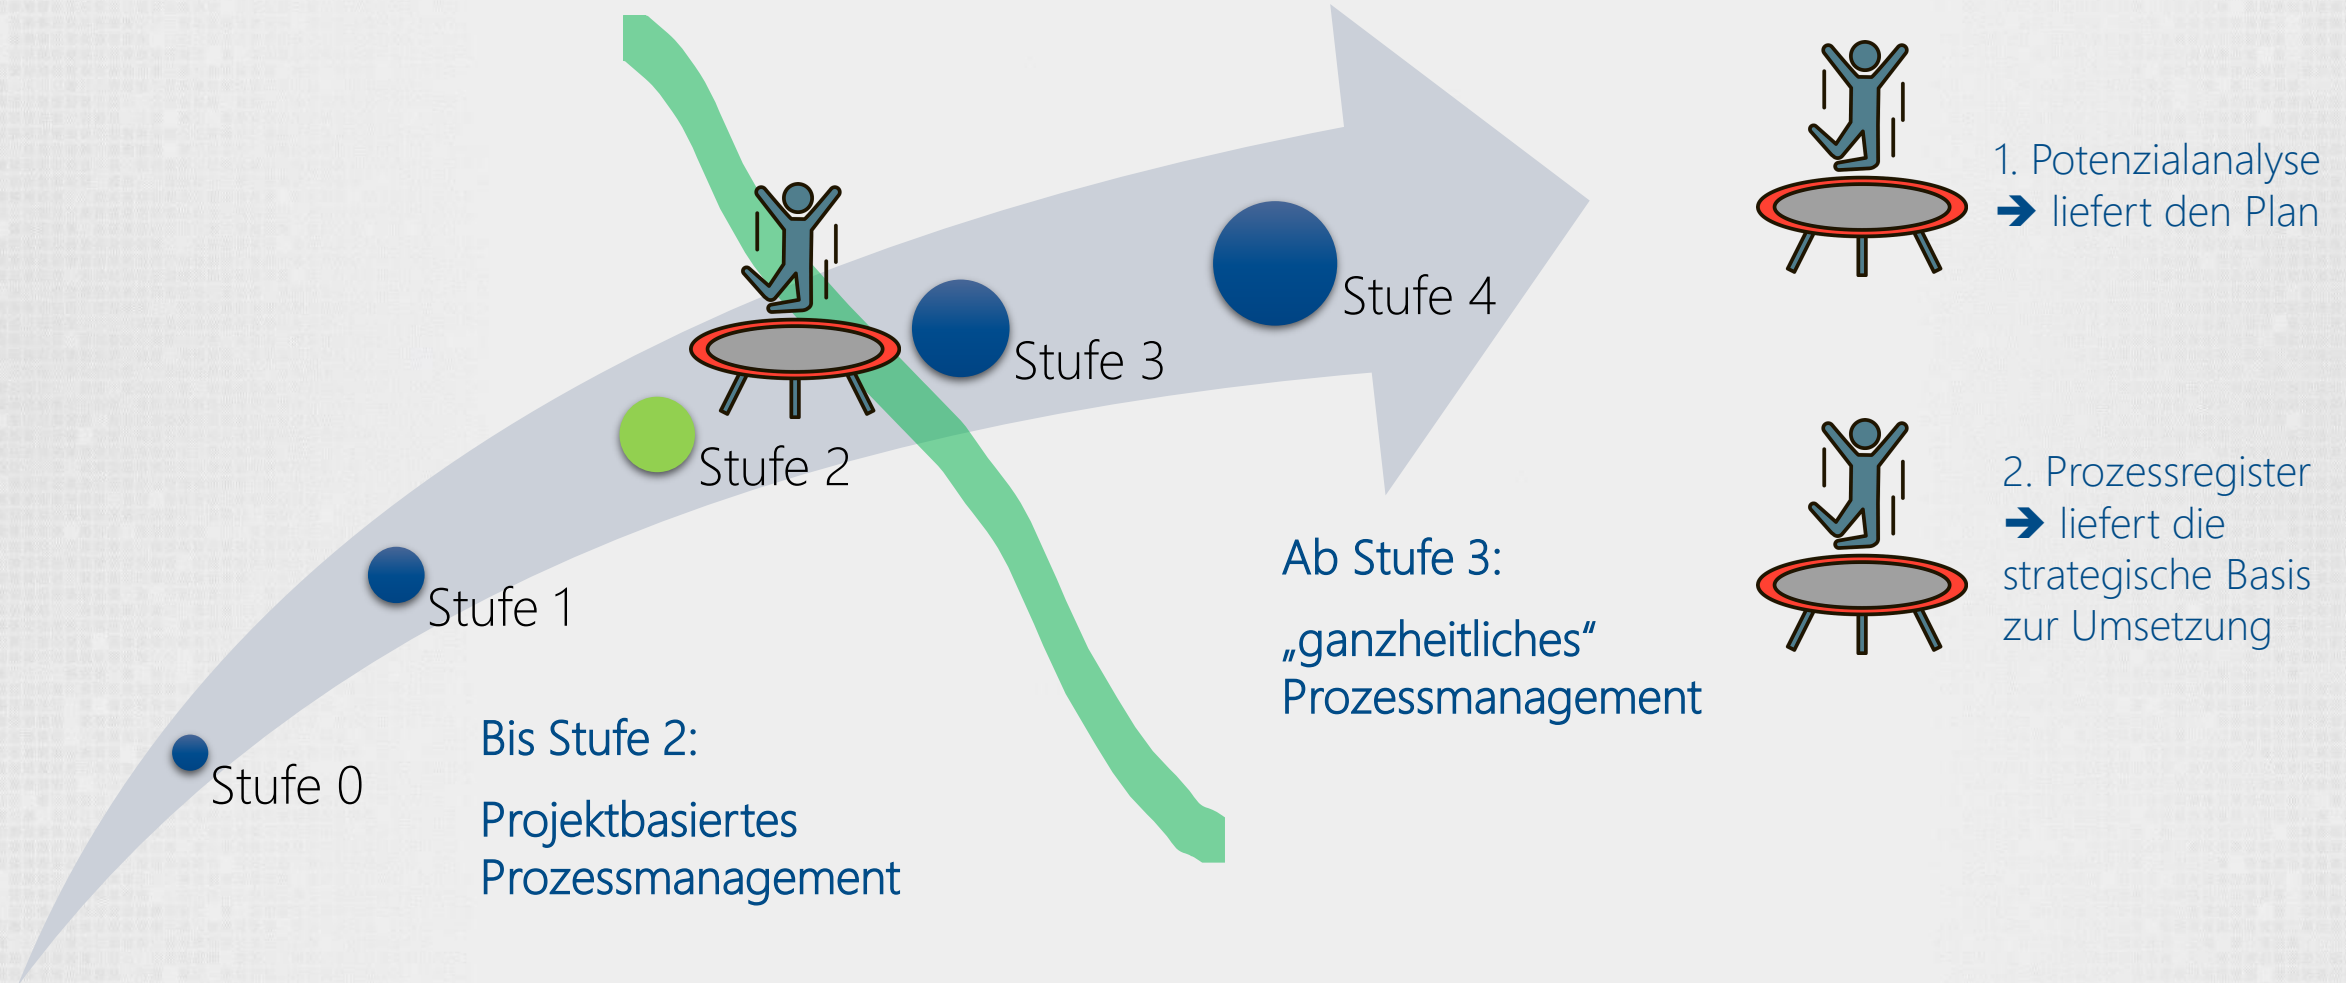 Stufe 0
Stufe 1
Stufe 2
Stufe 3
Stufe 4
Bis Stufe 2:
Projektbasiertes
Prozessmanagement
Ab Stufe 3:
„ganzheitliches“
Prozessmanagement
1. Potenzialanalyse
➔ liefert den Plan
2. Prozessregister
➔ liefert die
strategische Basis
zur Umsetzung